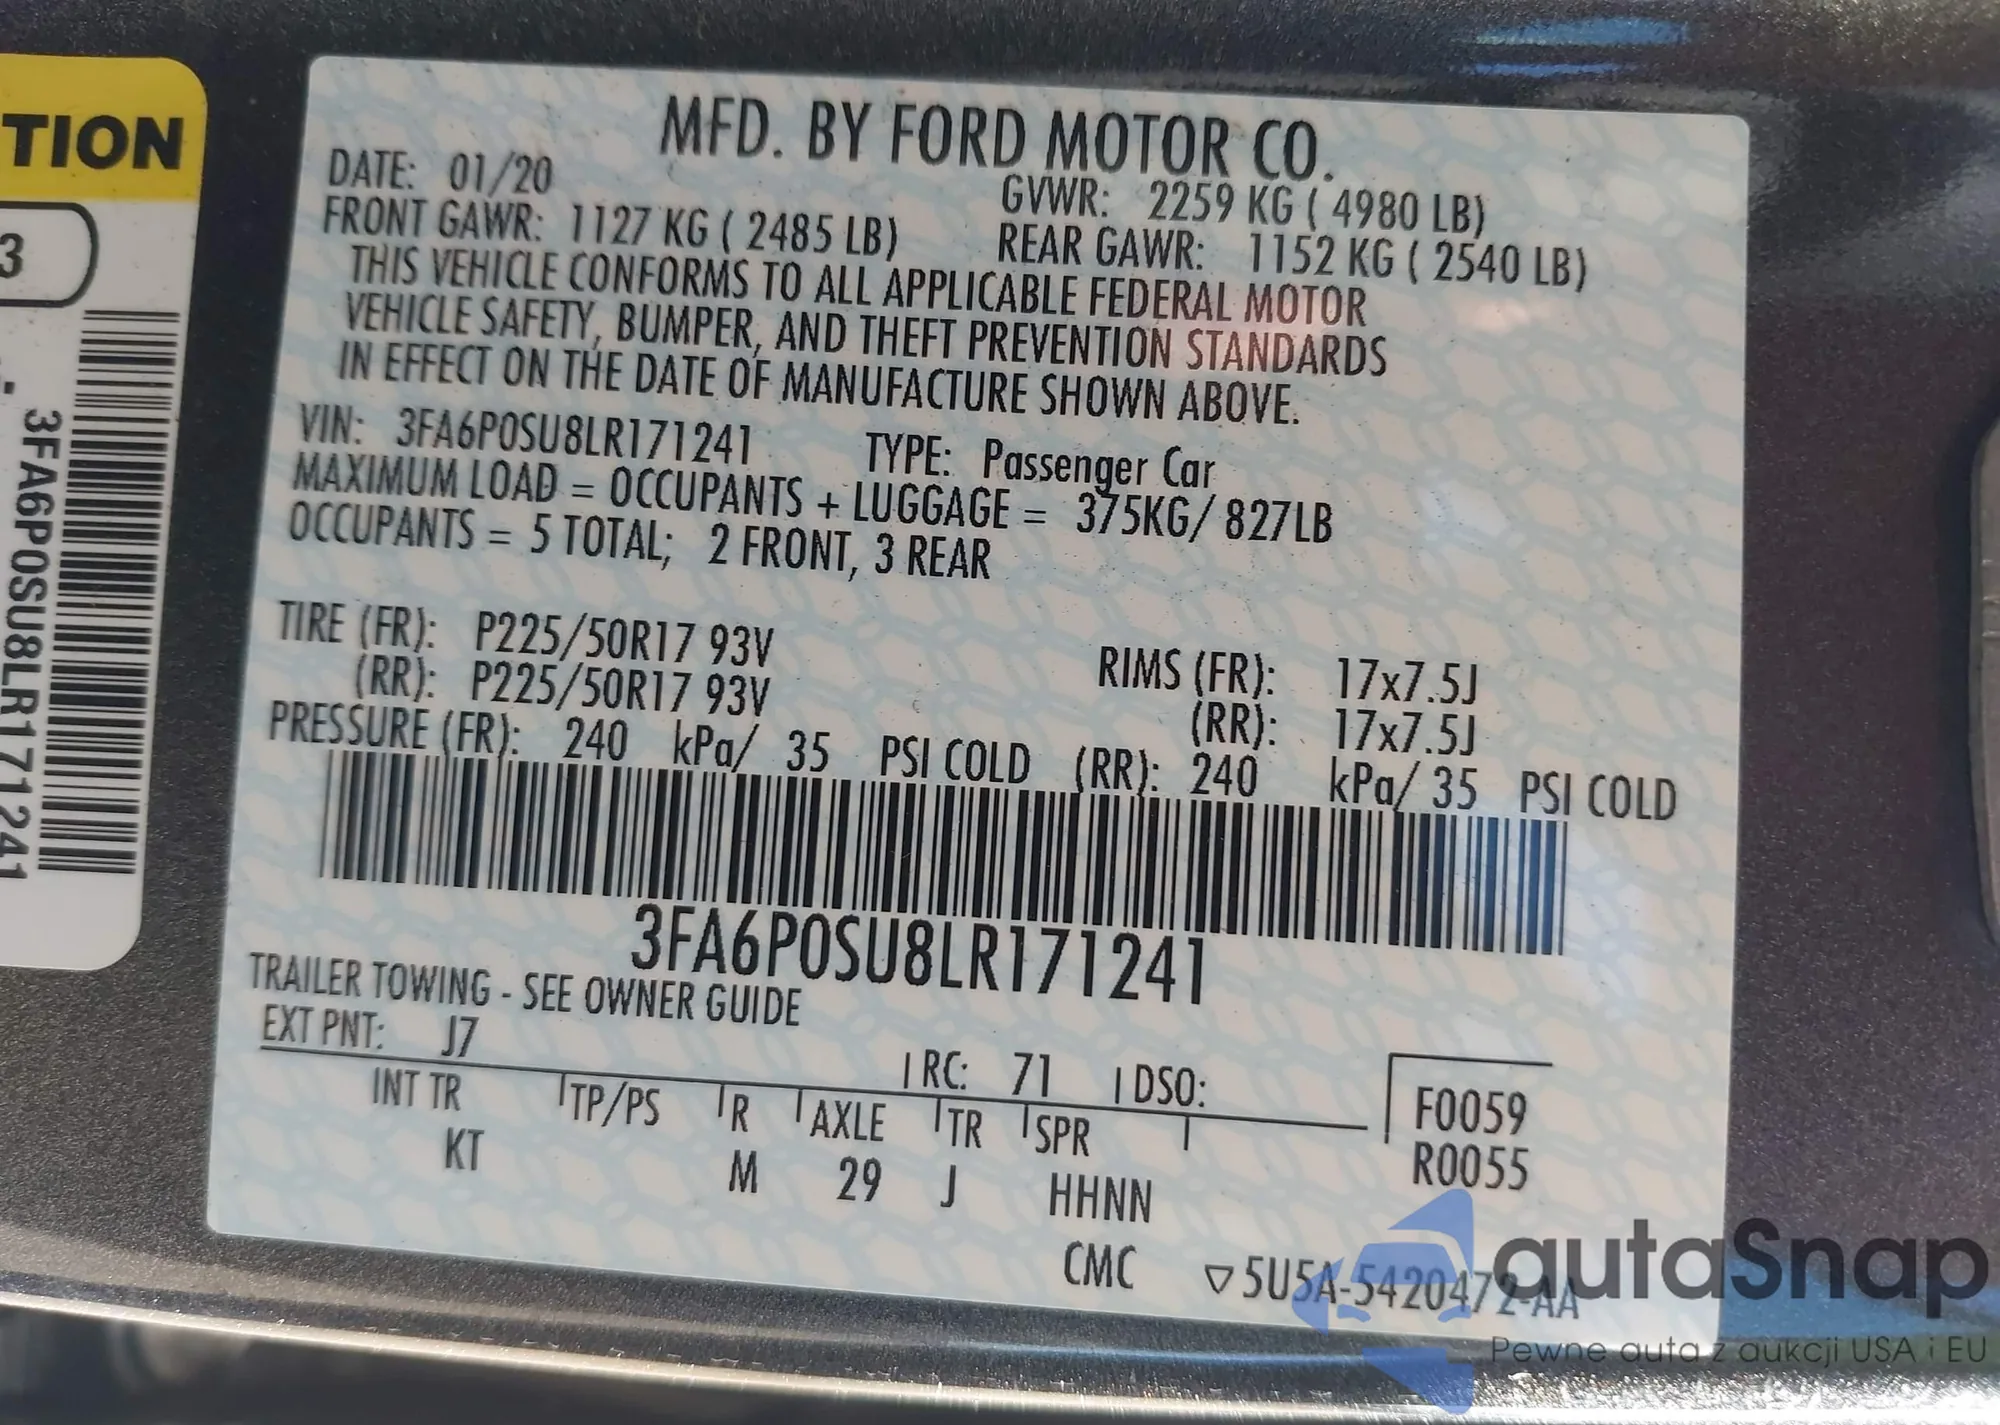 TION
3
3FA6P0SU8LR171241
MFD. BY FORD MOTOR CO.
DATE: 01/20
GVWR: 2259 KG ( 4980 LB)
FRONT GAWR: 1127 KG ( 2485 LB)
REAR GAWR: 1152 KG ( 2540 LB)
THIS VEHICLE CONFORMS TO ALL APPLICABLE FEDERAL MOTOR
VEHICLE SAFETY, BUMPER, AND THEFT PREVENTION STANDARDS
IN EFFECT ON THE DATE OF MANUFACTURE SHOWN ABOVE.
VIN: 3FA6P0SU8LR171241 TYPE: Passenger Car
MAXIMUM LOAD = OCCUPANTS + LUGGAGE = 375KG/ 827LB
OCCUPANTS = 5 TOTAL; 2 FRONT, 3 REAR
TIRE (FR): P225/50R17 93V RIMS (FR): 17x7.5J
(RR): P225/50R17 93V (RR): 17x7.5J
PRESSURE (FR): 240 kPa/ 35 PSI COLD (RR): 240 kPa/ 35 PSI COLD
3FA6P0SU8LR171241
TRAILER TOWING - SEE OWNER GUIDE
EXT PNT: J7 RC: 71 DSO:
INT TR TP/PS R AXLE TR SPR F0059
KT M 29 J HHNN R0055
CMC ▽5U5A-5420472-AA
autaSnap
Pewne auta z aukcji USA i EU